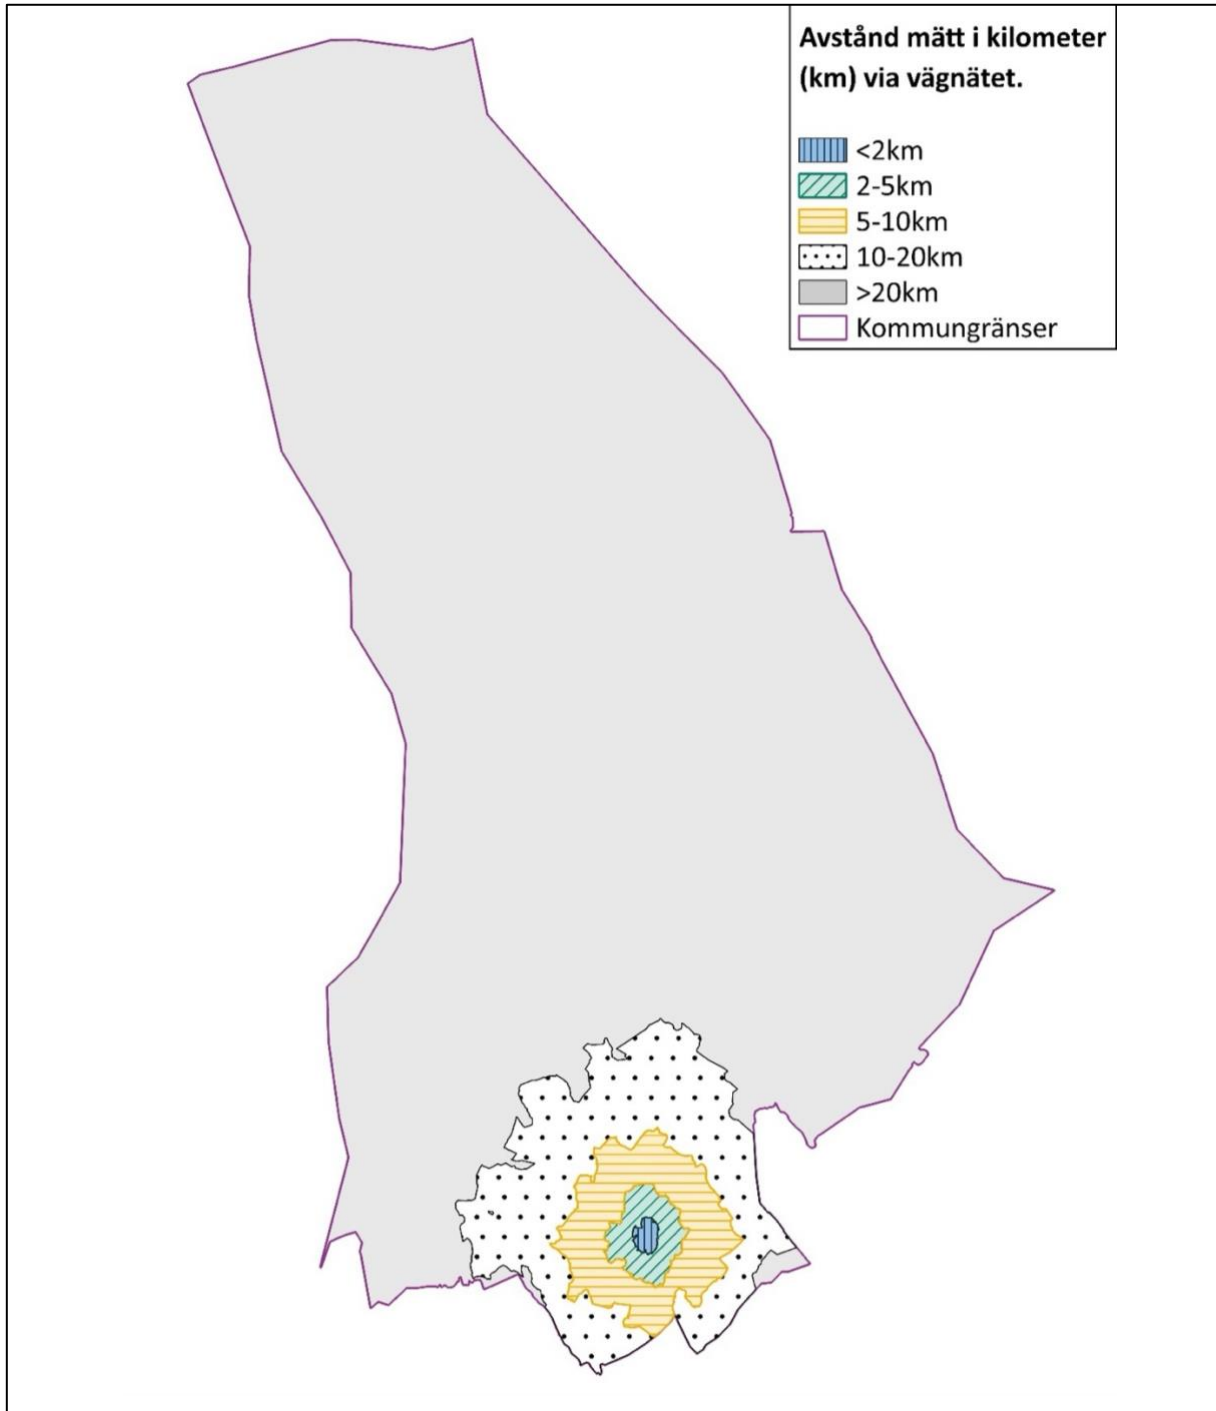 Avstånd mätt i kilometer
(km) via vägnätet.
<2km
2-5km
5-10km
10-20km
>20km
Kommungränser